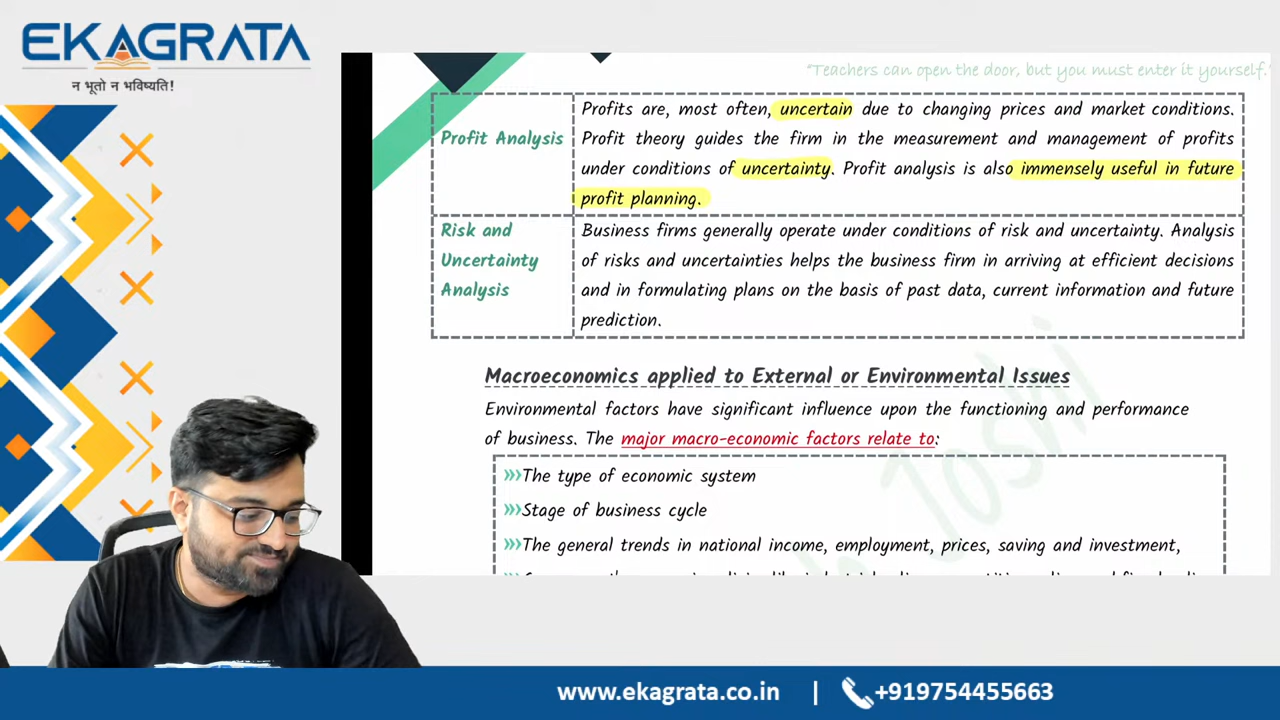 EKAGRATA
न भूतो न भविष्यति!
"Teachers can open the door, but you must enter it yourself."
Profit Analysis
Profits are, most often, uncertain due to changing prices and market conditions.
Profit theory guides the firm in the measurement and management of profits
under conditions of uncertainty. Profit analysis is also immensely useful in future
profit planning.
Risk and
Uncertainty
Analysis
Business firms generally operate under conditions of risk and uncertainty. Analysis
of risks and uncertainties helps the business firm in arriving at efficient decisions
and in formulating plans on the basis of past data, current information and future
prediction.
Macroeconomics applied to External or Environmental Issues
Environmental factors have significant influence upon the functioning and performance
of business. The major macro-economic factors relate to:
»»The type of economic system
»»Stage of business cycle
»»The general trends in national income, employment, prices, saving and investment,
Joshi
www.ekagrata.co.in | +919754455663